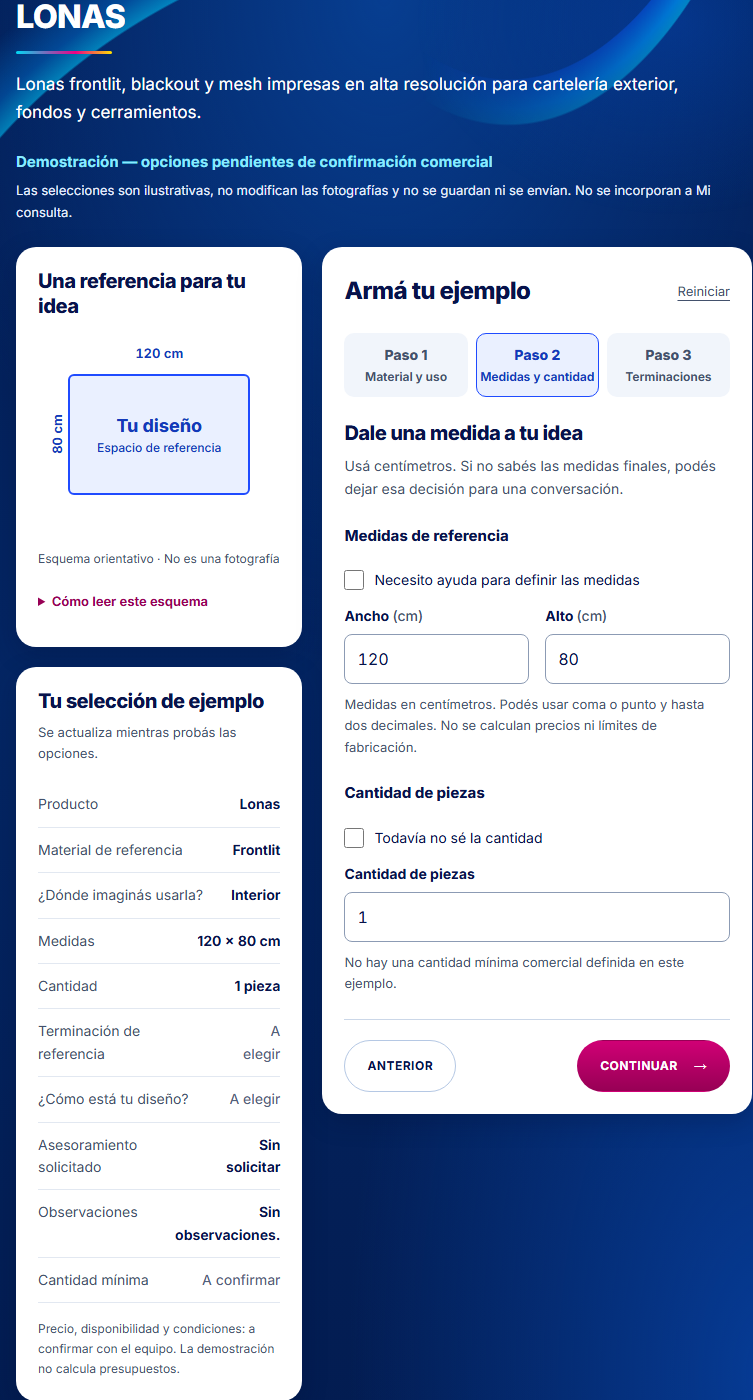 LONAS
Lonas frontlit, blackout y mesh impresas en alta resolución para cartelería exterior,
fondos y cerramientos.
Demostración — opciones pendientes de confirmación comercial
Las selecciones son ilustrativas, no modifican las fotografías y no se guardan ni se envían. No se incorporan a Mi
consulta.
Una referencia para tu
idea
120 cm
80 cm
Tu diseño
Espacio de referencia
Esquema orientativo · No es una fotografía
Cómo leer este esquema
Tu selección de ejemplo
Se actualiza mientras probás las
opciones.
Producto Lonas
Material de referencia Frontlit
¿Dónde imaginás usarla? Interior
Medidas 120 × 80 cm
Cantidad 1 pieza
Terminación de A
referencia elegir
¿Cómo está tu diseño? A elegir
Asesoramiento Sin
solicitado solicitar
Observaciones Sin
observaciones.
Cantidad mínima A confirmar
Precio, disponibilidad y condiciones: a
confirmar con el equipo. La demostración
no calcula presupuestos.
Armá tu ejemplo
Reiniciar
Paso 1 Paso 2 Paso 3
Material y uso Medidas y cantidad Terminaciones
Dale una medida a tu idea
Usá centímetros. Si no sabés las medidas finales, podés
dejar esa decisión para una conversación.
Medidas de referencia
Necesito ayuda para definir las medidas
Ancho (cm) Alto (cm)
120 80
Medidas en centímetros. Podés usar coma o punto y hasta
dos decimales. No se calculan precios ni límites de
fabricación.
Cantidad de piezas
Todavía no sé la cantidad
Cantidad de piezas
1
No hay una cantidad mínima comercial definida en este
ejemplo.
ANTERIOR CONTINUAR →